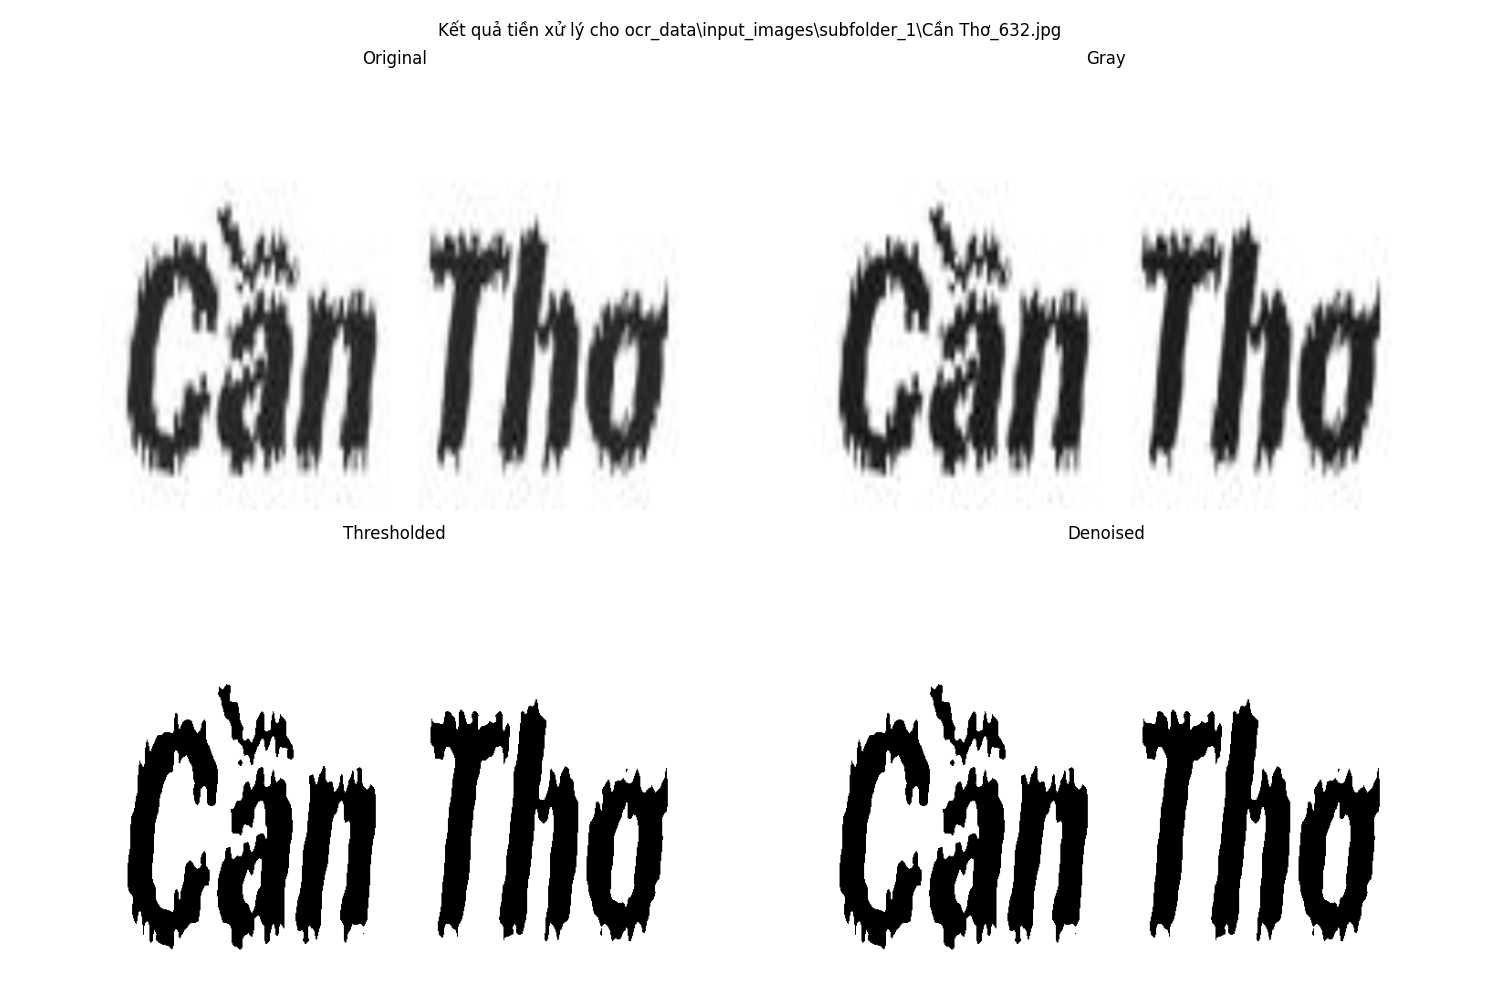 Kết quả tiền xử lý cho ocr_data\input_images\subfolder_1\Cần Thơ_632.jpg
Original
Gray
Cần Thơ
Cần Thơ
Thresholded
Denoised
Cần Thơ
Cần Thơ